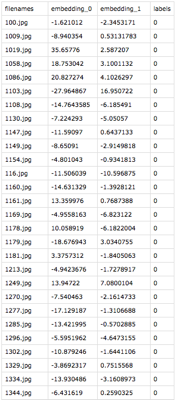 filenames embedding_0 embedding_1 labels
100.jpg -1.621012 -2.3453171 0
1009.jpg -8.940354 0.53131783 0
1019.jpg 35.65776 2.587207 0
1058.jpg 18.753042 3.1001132 0
1086.jpg 20.827274 4.1026297 0
1103.jpg -27.964867 16.950722 0
1108.jpg -14.7643585 -6.185491 0
1130.jpg -7.224293 -5.05057 0
1147.jpg -11.59097 0.6437133 0
1149.jpg -8.65091 -2.9149818 0
1154.jpg -4.801043 -0.9341813 0
116.jpg -11.506039 -10.596875 0
1160.jpg -14.631329 -1.3928121 0
1161.jpg 13.359976 0.7687388 0
1169.jpg -4.9558163 -6.823122 0
1178.jpg 10.058919 -6.1822004 0
1179.jpg -18.676943 3.0340755 0
1181.jpg 3.3757312 -1.8405063 0
1213.jpg -4.9423676 -1.7278917 0
1249.jpg 13.94722 7.0800104 0
1270.jpg -7.540463 -2.1614733 0
1277.jpg -17.129187 -1.3106688 0
1285.jpg -13.421995 -0.5702885 0
1296.jpg -5.5951962 -4.6473155 0
1302.jpg -10.879246 -1.6441106 0
1329.jpg -3.8692317 0.7515568 0
1334.jpg -13.930486 -3.1608973 0
1344.jpg -6.431619 0.2590325 0